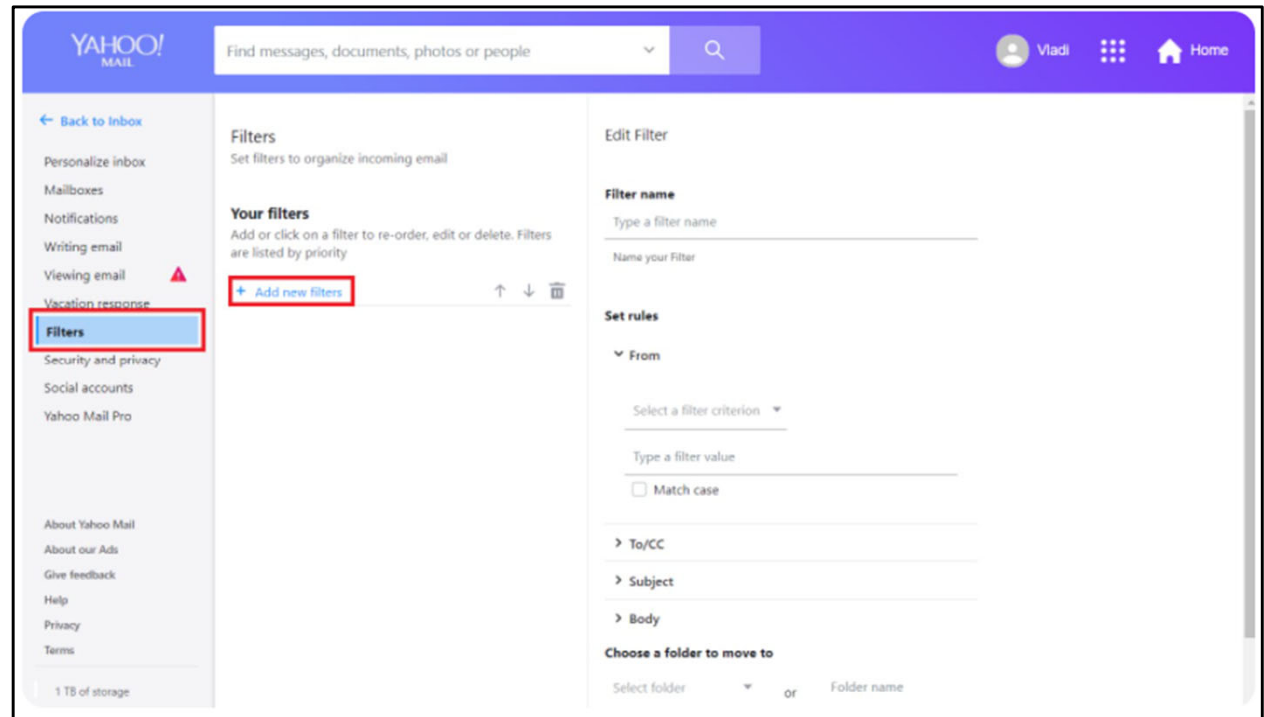 YAHOO!
MAIL
Find messages, documents, photos or people
Vladi
Home
← Back to Inbox
Personalize inbox
Mailboxes
Notifications
Writing email
Viewing email
Vacation response
Filters
Security and privacy
Social accounts
Yahoo Mail Pro
About Yahoo Mail
About our Ads
Give feedback
Help
Privacy
Terms
1 TB of storage
Filters
Set filters to organize incoming email
Your filters
Add or click on a filter to re-order, edit or delete. Filters
are listed by priority
+ Add new filters
Edit Filter
Filter name
Type a filter name
Name your Filter
Set rules
From
Select a filter criterion
Type a filter value
Match case
To/CC
Subject
Body
Choose a folder to move to
Select folder or Folder name